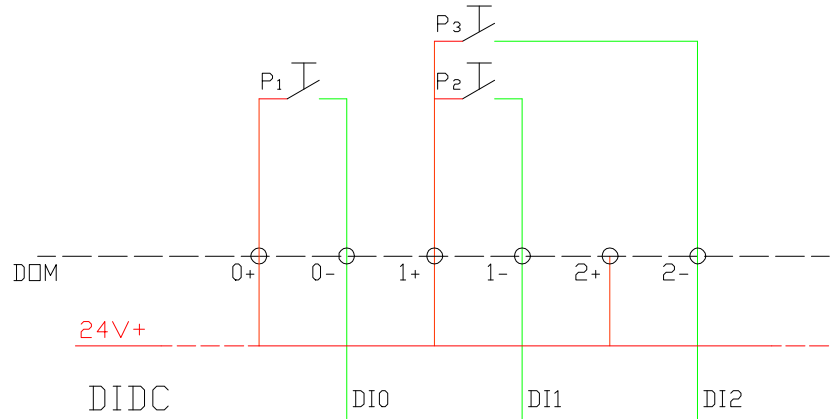 P3
P1 P2
DOM 0+ 0- 1+ 1- 2+ 2-
24V+
DIDC DI0 DI1 DI2